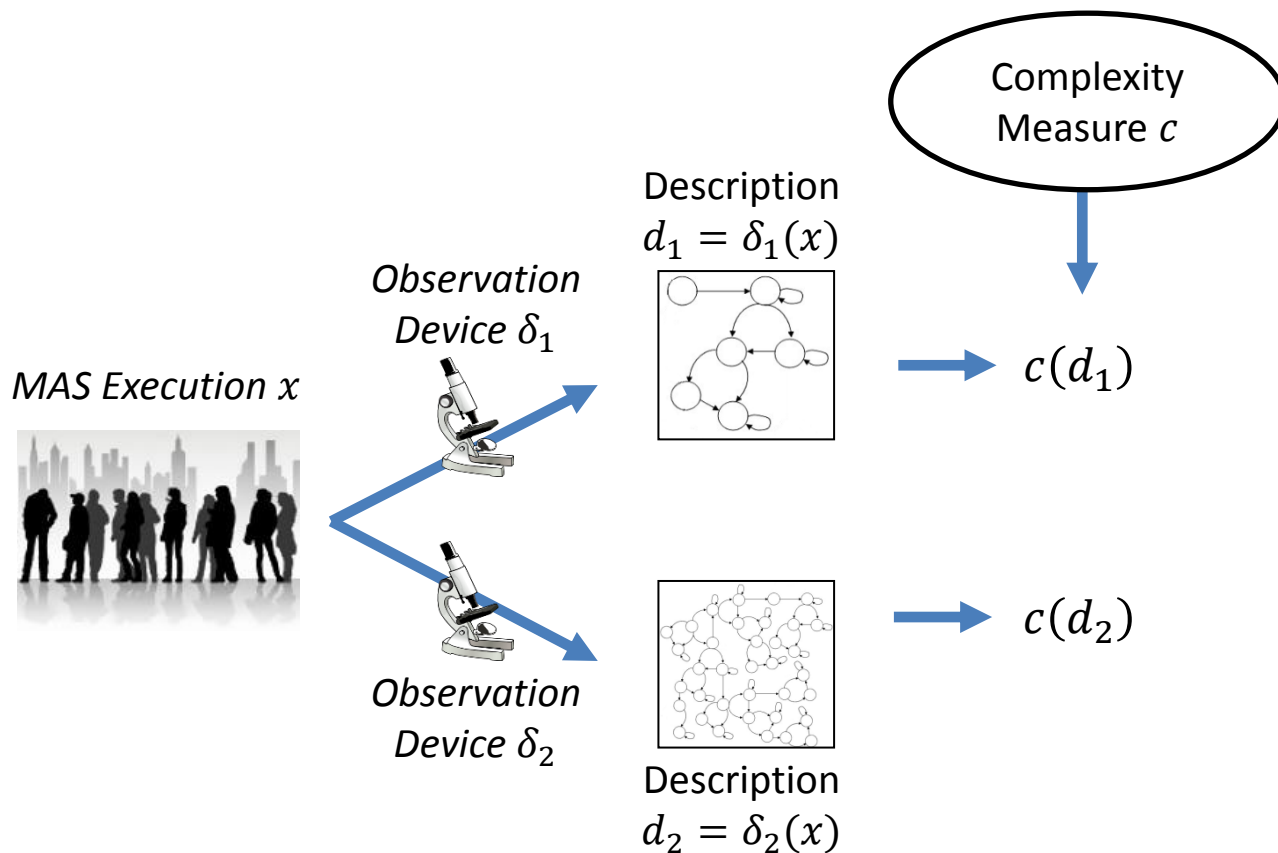 Complexity
Measure c
Description
d₁ = δ₁(x)
Observation
Device δ₁
MAS Execution x
c(d₁)
c(d₂)
Observation
Device δ₂
Description
d₂ = δ₂(x)